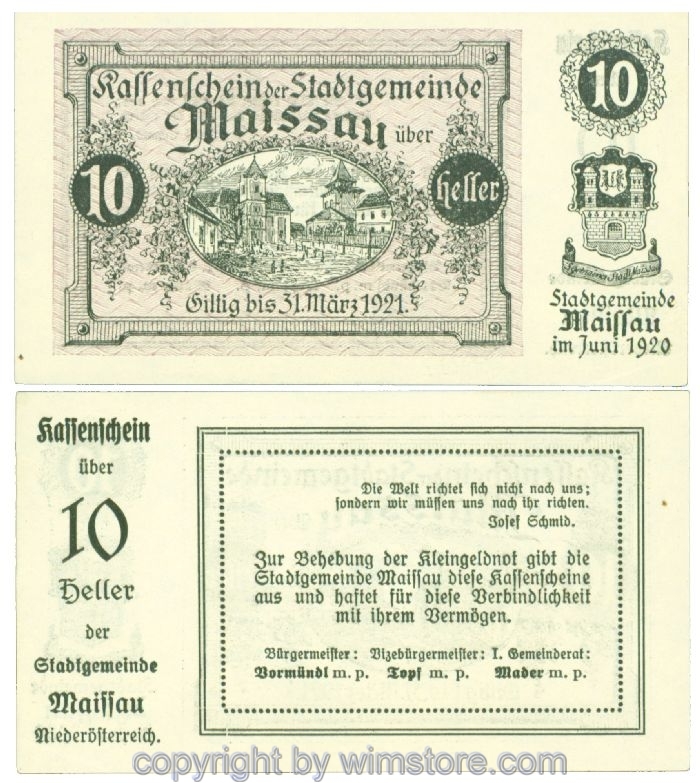 Kassenschein der Stadtgemeinde
Maissau über
10
Heller
Giltig bis 31. März 1921.
10
Stadtgemeinde
Maissau
im Juni 1920
Kassenschein
über
10
Heller
der
Stadtgemeinde
Maissau
Niederösterreich.
Die Welt richtet sich nicht nach uns;
sondern wir müssen uns nach ihr richten.
Josef Schmid.
Zur Behebung der Kleingeldnot gibt die
Stadtgemeinde Maissau diese Kassenscheine
aus und haftet für diese Verbindlichkeit
mit ihrem Vermögen.
Bürgermeister: Vizebürgermeister: I. Gemeinderat:
Vormündl m. p. Topf m. p. Mader m. p.
copyright by wimstore.com